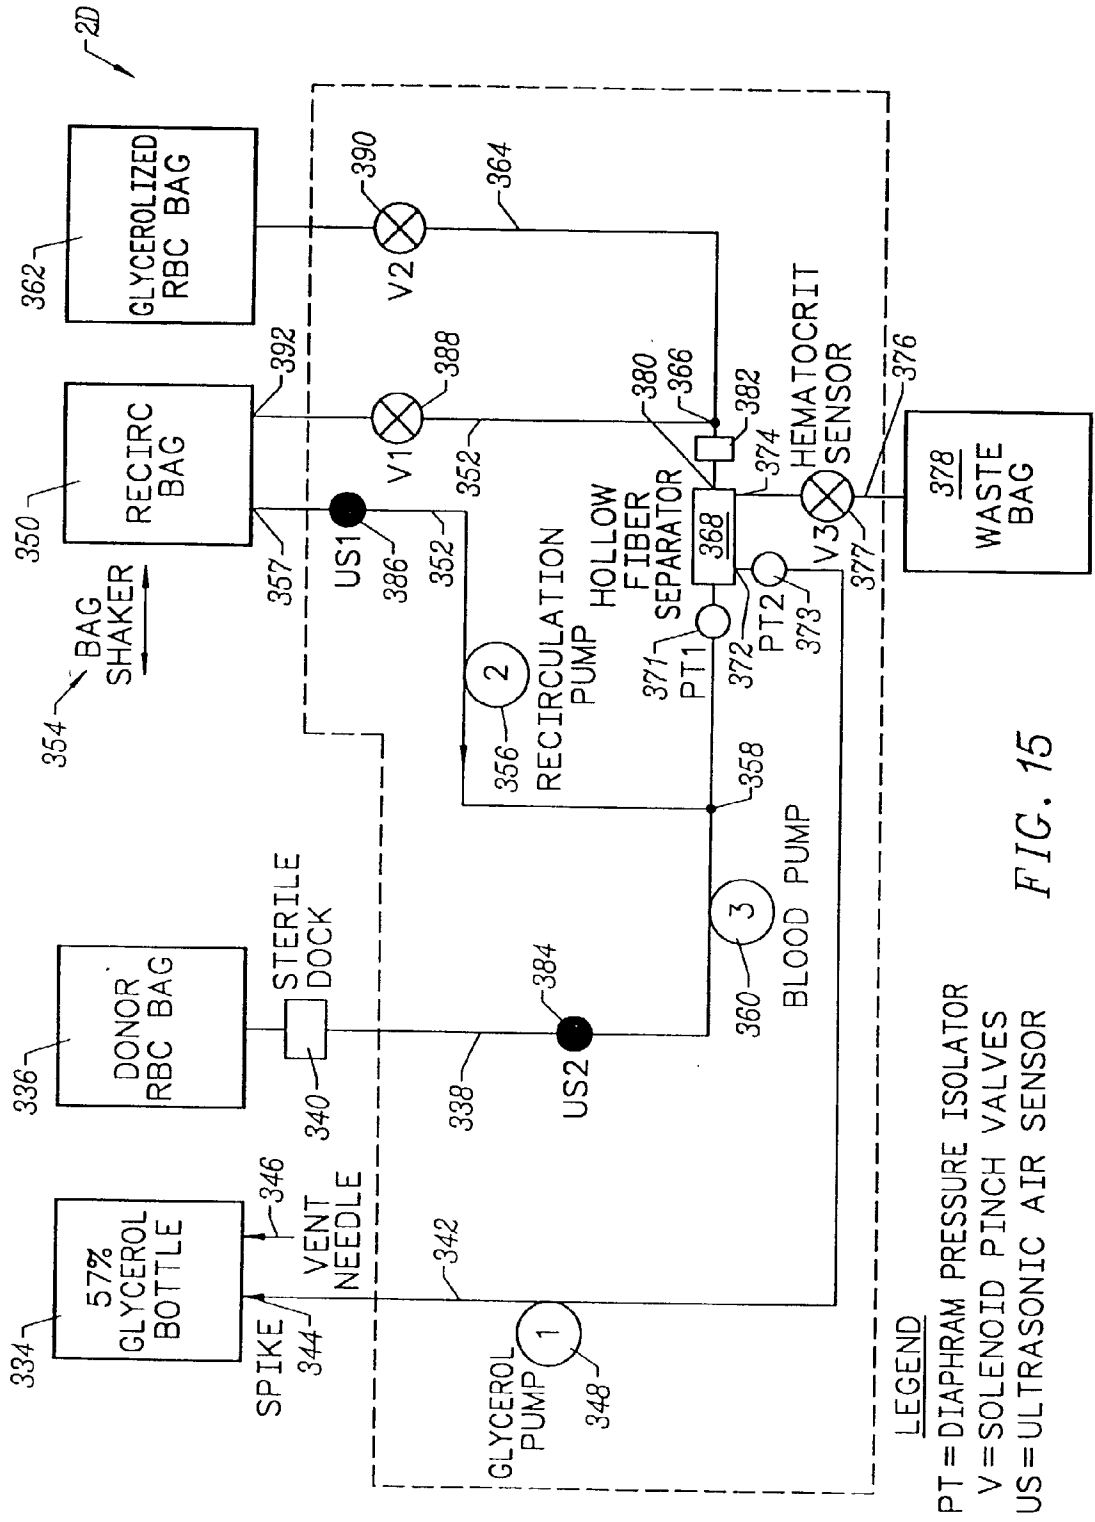 2D
362
GLYCEROLIZED
RBC BAG
390
V2
364
350
RECIRC
BAG
392
357
388
V1
352
US1
386
352
354
BAG
SHAKER
2
356
RECIRCULATION
PUMP
HOLLOW
FIBER
SEPARATOR
368
380
366
382
374
HEMATOCRIT
SENSOR
376
V3
377
378
WASTE
BAG
371
PT1
372
PT2
373
358
336
DONOR
RBC BAG
STERILE
DOCK
340
338
384
US2
3
360
BLOOD PUMP
334
57%
GLYCEROL
BOTTLE
346
VENT
NEEDLE
SPIKE
344
342
GLYCEROL
PUMP
1
348
LEGEND
PT=DIAPHRAM PRESSURE ISOLATOR
V=SOLENOID PINCH VALVES
US=ULTRASONIC AIR SENSOR
FIG. 15